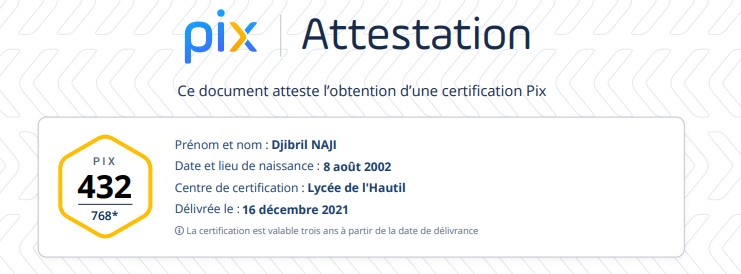 pix | Attestation
Ce document atteste l’obtention d’une certification Pix
PIX
432
768*
Prénom et nom : Djibril NAJI
Date et lieu de naissance : 8 août 2002
Centre de certification : Lycée de l'Hautil
Délivrée le : 16 décembre 2021
La certification est valable trois ans à partir de la date de délivrance